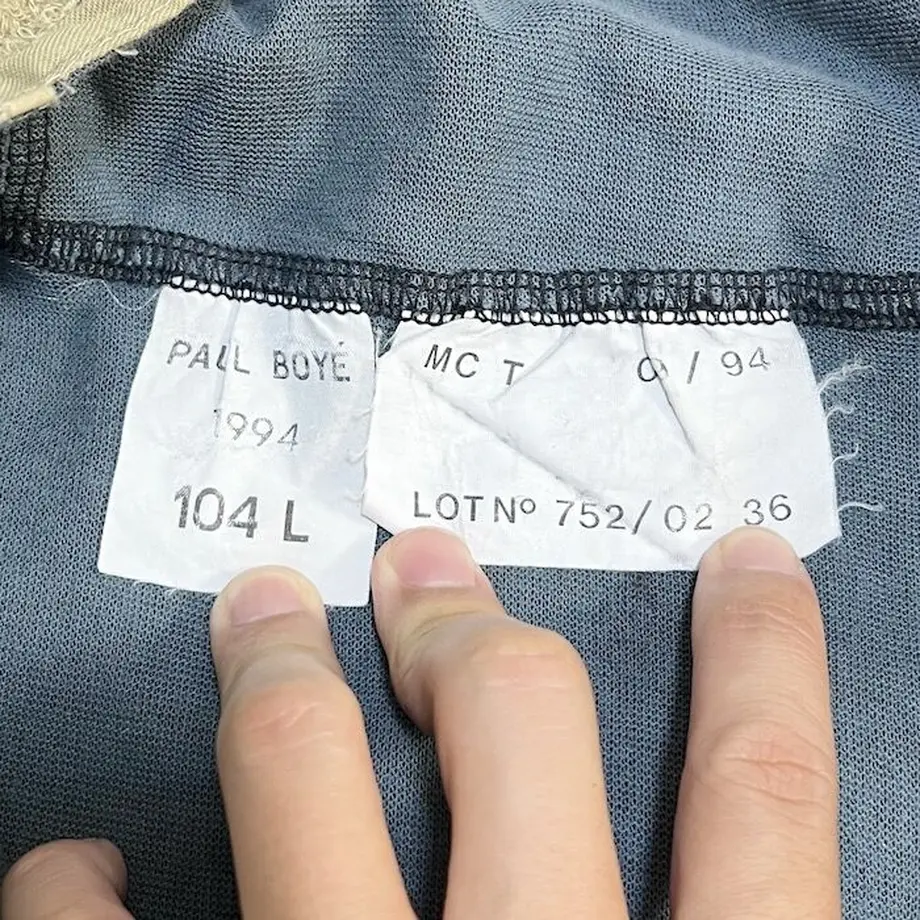 PAUL BOYÉ
1994
104 L
MC T / 94
LOT Nº 752/02 36